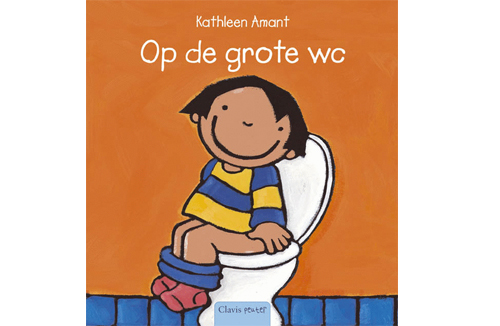 Kathleen Amant
Op de grote wc
Clavis peuter